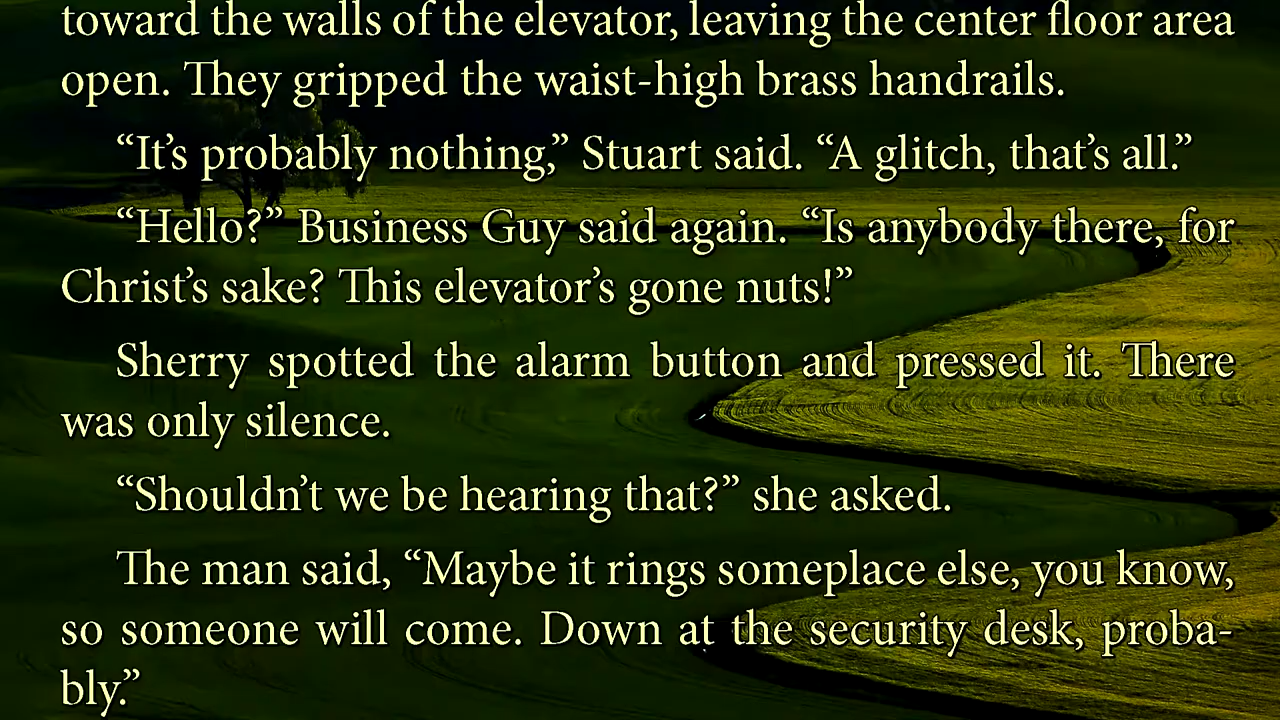 toward the walls of the elevator, leaving the center floor area
open. They gripped the waist-high brass handrails.
“It’s probably nothing,” Stuart said. “A glitch, that’s all.”
“Hello?” Business Guy said again. “Is anybody there, for
Christ’s sake? This elevator’s gone nuts!”
Sherry spotted the alarm button and pressed it. There
was only silence.
“Shouldn’t we be hearing that?” she asked.
The man said, “Maybe it rings someplace else, you know,
so someone will come. Down at the security desk, proba-
bly.”